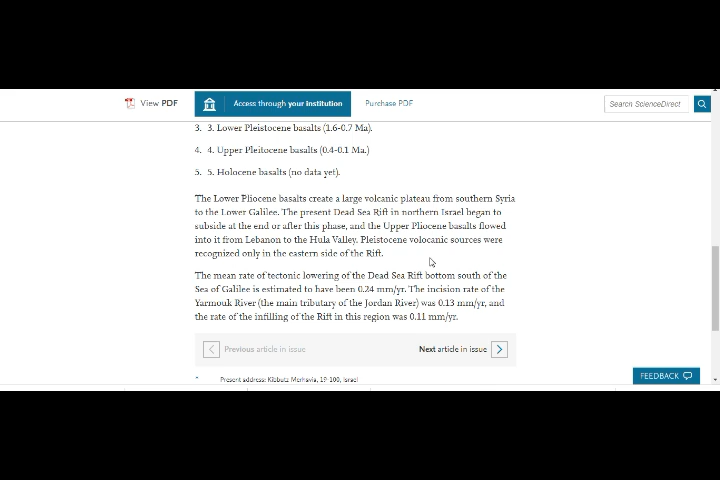 View PDF
Access through your institution
Purchase PDF
Search ScienceDirect
3. 3. Lower Pleistocene basalts (1.6-0.7 Ma).
4. 4. Upper Pleitocene basalts (0.4-0.1 Ma.)
5. 5. Holocene basalts (no data yet).
The Lower Pliocene basalts create a large volcanic plateau from southern Syria
to the Lower Galilee. The present Dead Sea Rift in northern Israel began to
subside at the end or after this phase, and the Upper Pliocene basalts flowed
into it from Lebanon to the Hula Valley. Pleistocene volocanic sources were
recognized only in the eastern side of the Rift.
The mean rate of tectonic lowering of the Dead Sea Rift bottom south of the
Sea of Galilee is estimated to have been 0.24 mm/yr. The incision rate of the
Yarmouk River (the main tributary of the Jordan River) was 0.13 mm/yr, and
the rate of the infilling of the Rift in this region was 0.11 mm/yr.
Previous article in issue
Next article in issue
FEEDBACK
* Present address: Kibbutz Merhavia, 19-100, Israel